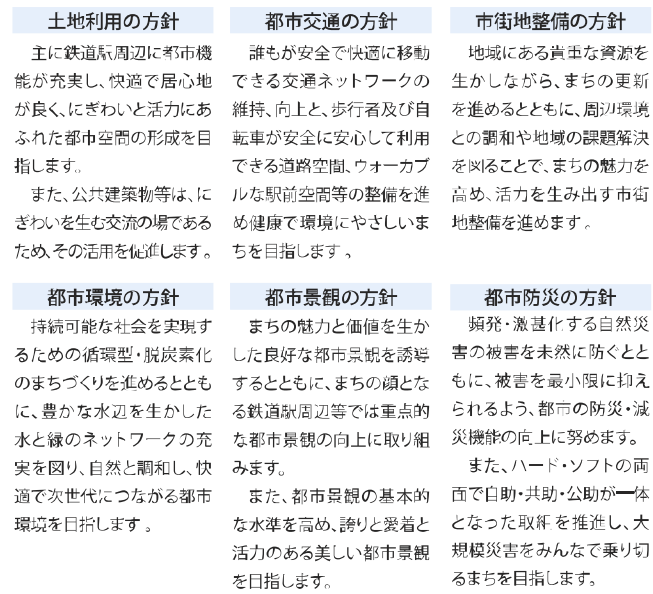 土地利用の方針
主に鉄道駅周辺に都市機
能が充実し、快適で居心地
が良く、にぎわいと活力にあ
ふれた都市空間の形成を目
指します。
また、公共建築物等は、に
ぎわいを生む交流の場である
ため、その活用を促進します。
都市交通の方針
誰もが安全で快適に移動
できる交通ネットワークの
維持、向上と、歩行者及び自
転車が安全に安心して利用
できる道路空間、ウォーカブ
ルな駅前空間等の整備を進
め健康で環境にやさしいま
ちを目指します。
市街地整備の方針
地域にある貴重な資源を
生かしながら、まちの更新
を進めるとともに、周辺環境
との調和や地域の課題解決
を図ることで、まちの魅力を
高め、活力を生み出す市街
地整備を進めます。
都市環境の方針
持続可能な社会を実現す
るための循環型・脱炭素化
のまちづくりを進めるととも
に、豊かな水辺を生かした
水と緑のネットワークの充
実を図り、自然と調和し、快
適で次世代につながる都市
環境を目指します。
都市景観の方針
まちの魅力と価値を生か
した良好な都市景観を誘導
するとともに、まちの顔とな
る鉄道駅周辺等では重点的
な都市景観の向上に取り組
みます。
また、都市景観の基本的
な水準を高め、誇りと愛着と
活力のある美しい都市景観
を目指します。
都市防災の方針
頻発・激甚化する自然災
害の被害を未然に防ぐとと
もに、被害を最小限に抑え
られるよう、都市の防災・減
災機能の向上に努めます。
また、ハード・ソフトの両
面で自助・共助・公助が一体
となった取組を推進し、大
規模災害をみんなで乗り切
るまちを目指します。